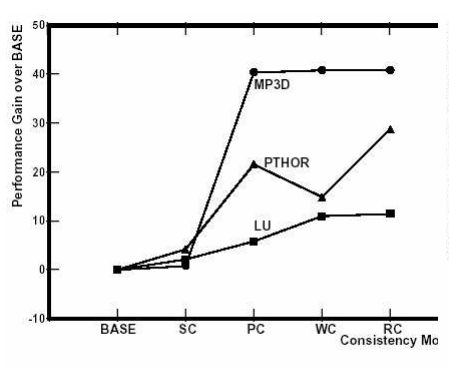 Performance Gain over BASE
50
40
30
20
10
0
-10
MP3D
PTHOR
LU
BASE SC PC WC RC
Consistency Mo